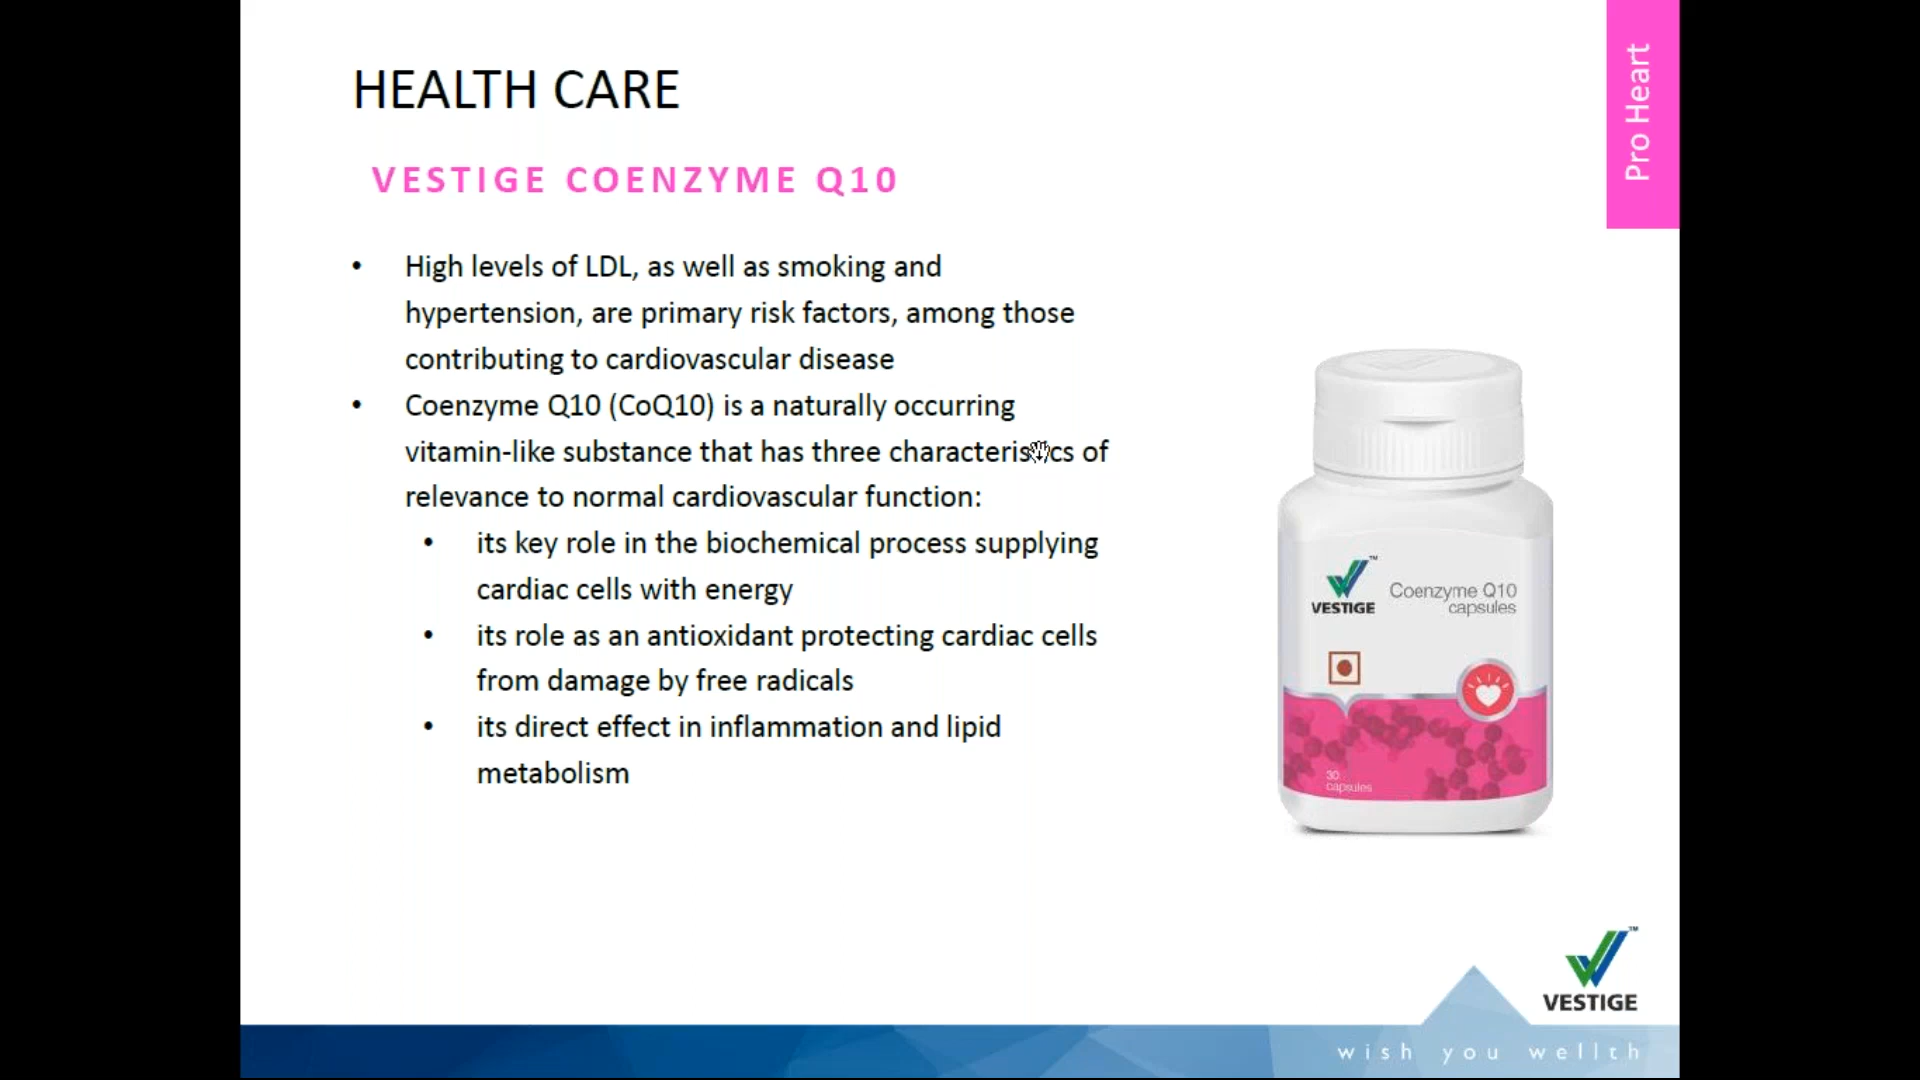 HEALTH CARE
Pro Heart
VESTIGE COENZYME Q10
• High levels of LDL, as well as smoking and
hypertension, are primary risk factors, among those
contributing to cardiovascular disease
• Coenzyme Q10 (CoQ10) is a naturally occurring
vitamin-like substance that has three characteristics of
relevance to normal cardiovascular function:
• its key role in the biochemical process supplying
cardiac cells with energy
• its role as an antioxidant protecting cardiac cells
from damage by free radicals
• its direct effect in inflammation and lipid
metabolism
VESTIGE
TM
Coenzyme Q10
capsules
30
capsules
TM
VESTIGE
wish you wellth